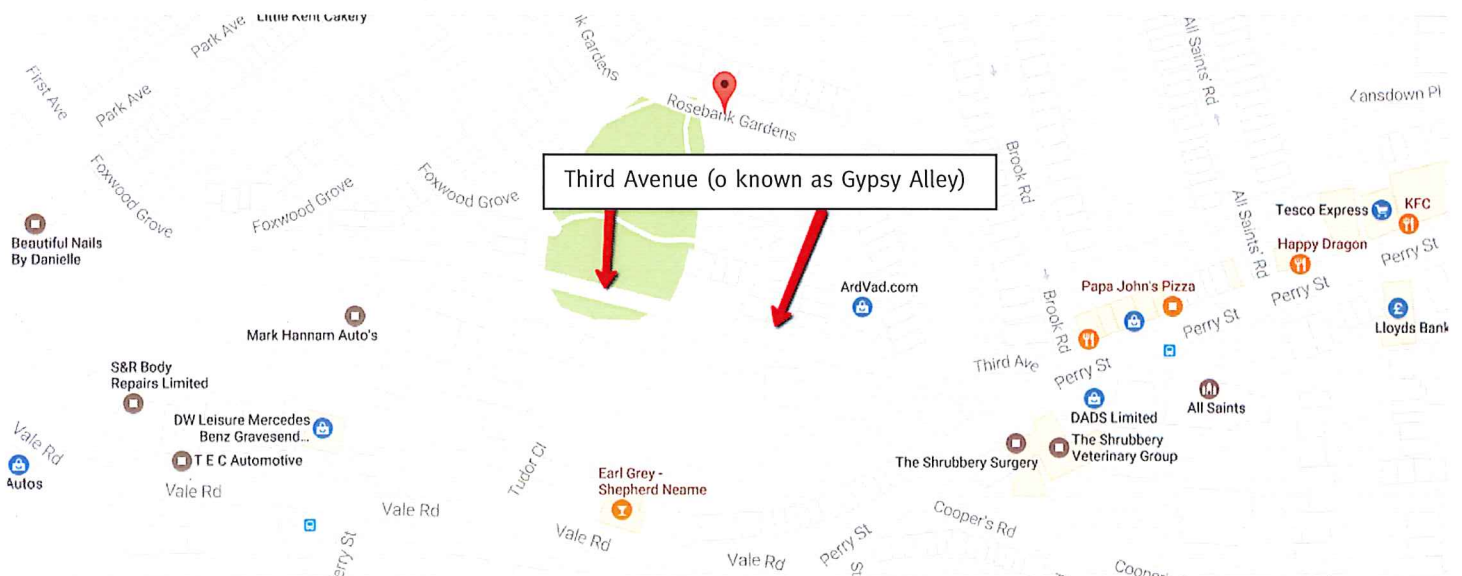 Little Kent Cakery
Park Ave
First Ave
Park Ave
k Gardens
Rosebank Gardens
All Saints' Rd
Lansdown Pl
Brook Rd
Foxwood Grove
Foxwood Grove
Foxwood Grove
Third Avenue (o known as Gypsy Alley)
Tesco Express
KFC
All Saints' Rd
Happy Dragon
Perry St
Beautiful Nails
By Danielle
ArdVad.com
Papa John's Pizza
Perry St
Brook Rd
Perry St
Lloyds Bank
Mark Hannam Auto's
Third Ave
Perry St
S&R Body
Repairs Limited
DADS Limited
All Saints
DW Leisure Mercedes
Benz Gravesend...
Vale Rd
Autos
T E C Automotive
Vale Rd
The Shrubbery Surgery
The Shrubbery
Veterinary Group
Tudor Cl
Earl Grey -
Shepherd Neame
Vale Rd
Cooper's Rd
Vale Rd
Perry St
Vale Rd
erry St
St
Cooper